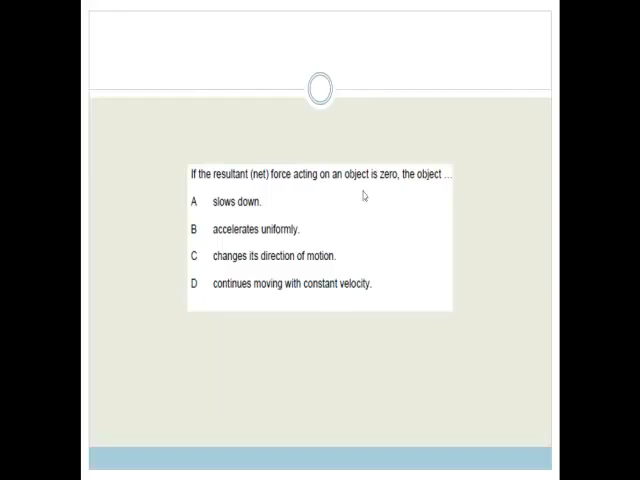 If the resultant (net) force acting on an object is zero, the object …
A slows down.
B accelerates uniformly.
C changes its direction of motion.
D continues moving with constant velocity.